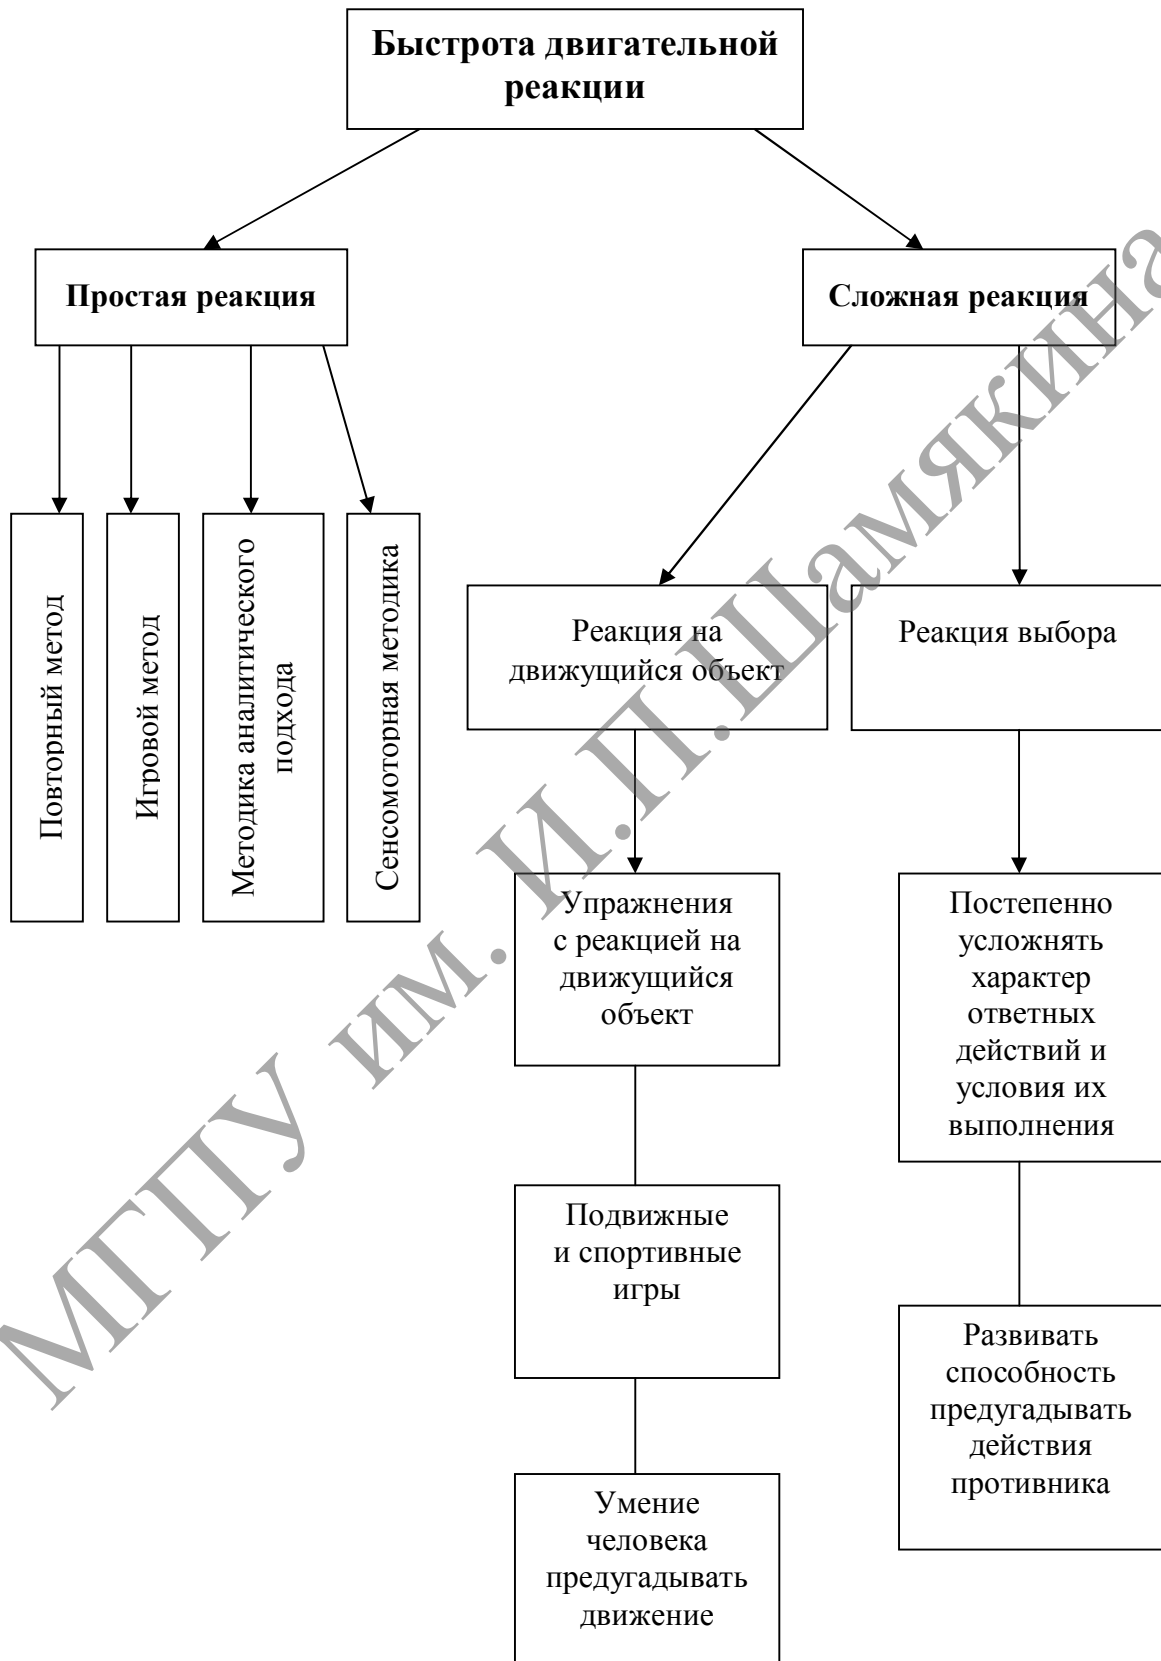 Быстрота двигательной
реакции
Простая реакция
Сложная реакция
Повторный метод
Игровой метод
Методика аналитического
подхода
Сенсомоторная методика
Реакция на
движущийся объект
Реакция выбора
Упражнения
с реакцией на
движущийся
объект
Постепенно
усложнять
характер
ответных
действий и
условия их
выполнения
Подвижные
и спортивные
игры
Развивать
способность
предугадывать
действия
противника
Умение
человека
предугадывать
движение
МГПУ им. И.П.Шамякина